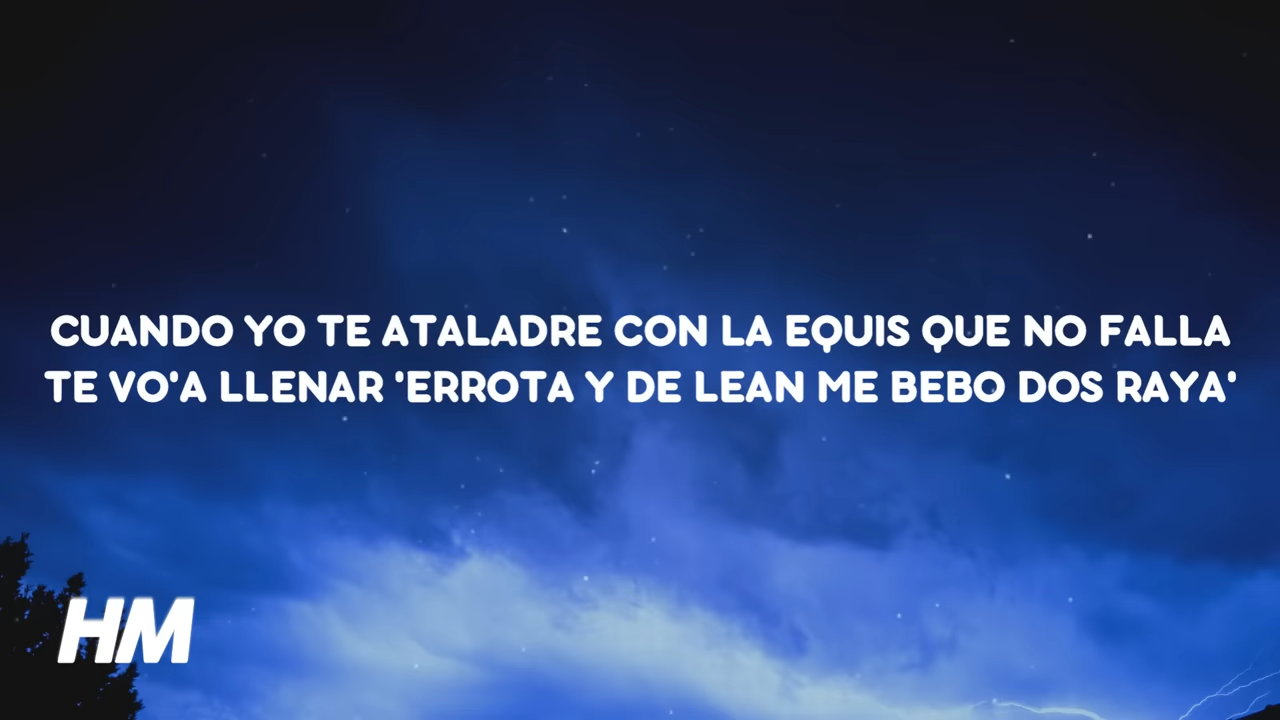 CUANDO YO TE ATALADRE CON LA EQUIS QUE NO FALLA
TE VO'A LLENAR 'ERROTA Y DE LEAN ME BEBO DOS RAYA'
HM